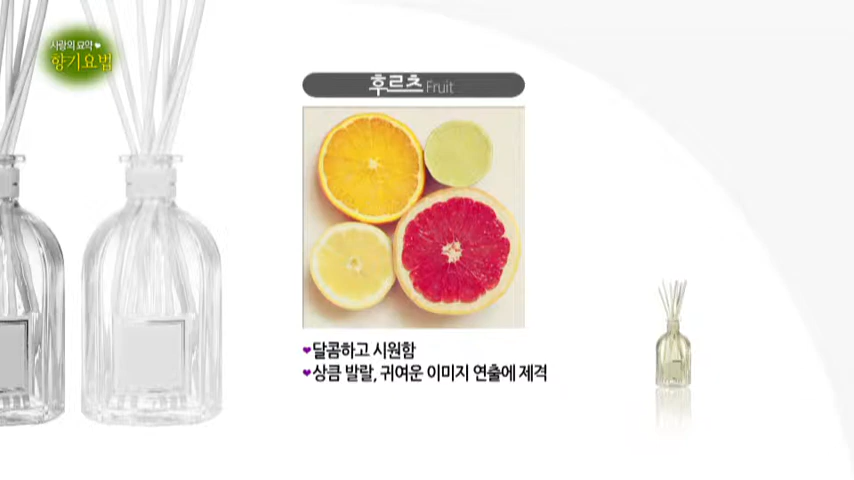 사랑의 묘약❤
향기요법
후르츠 Fruit
❤달콤하고 시원함
❤상큼 발랄, 귀여운 이미지 연출에 제격